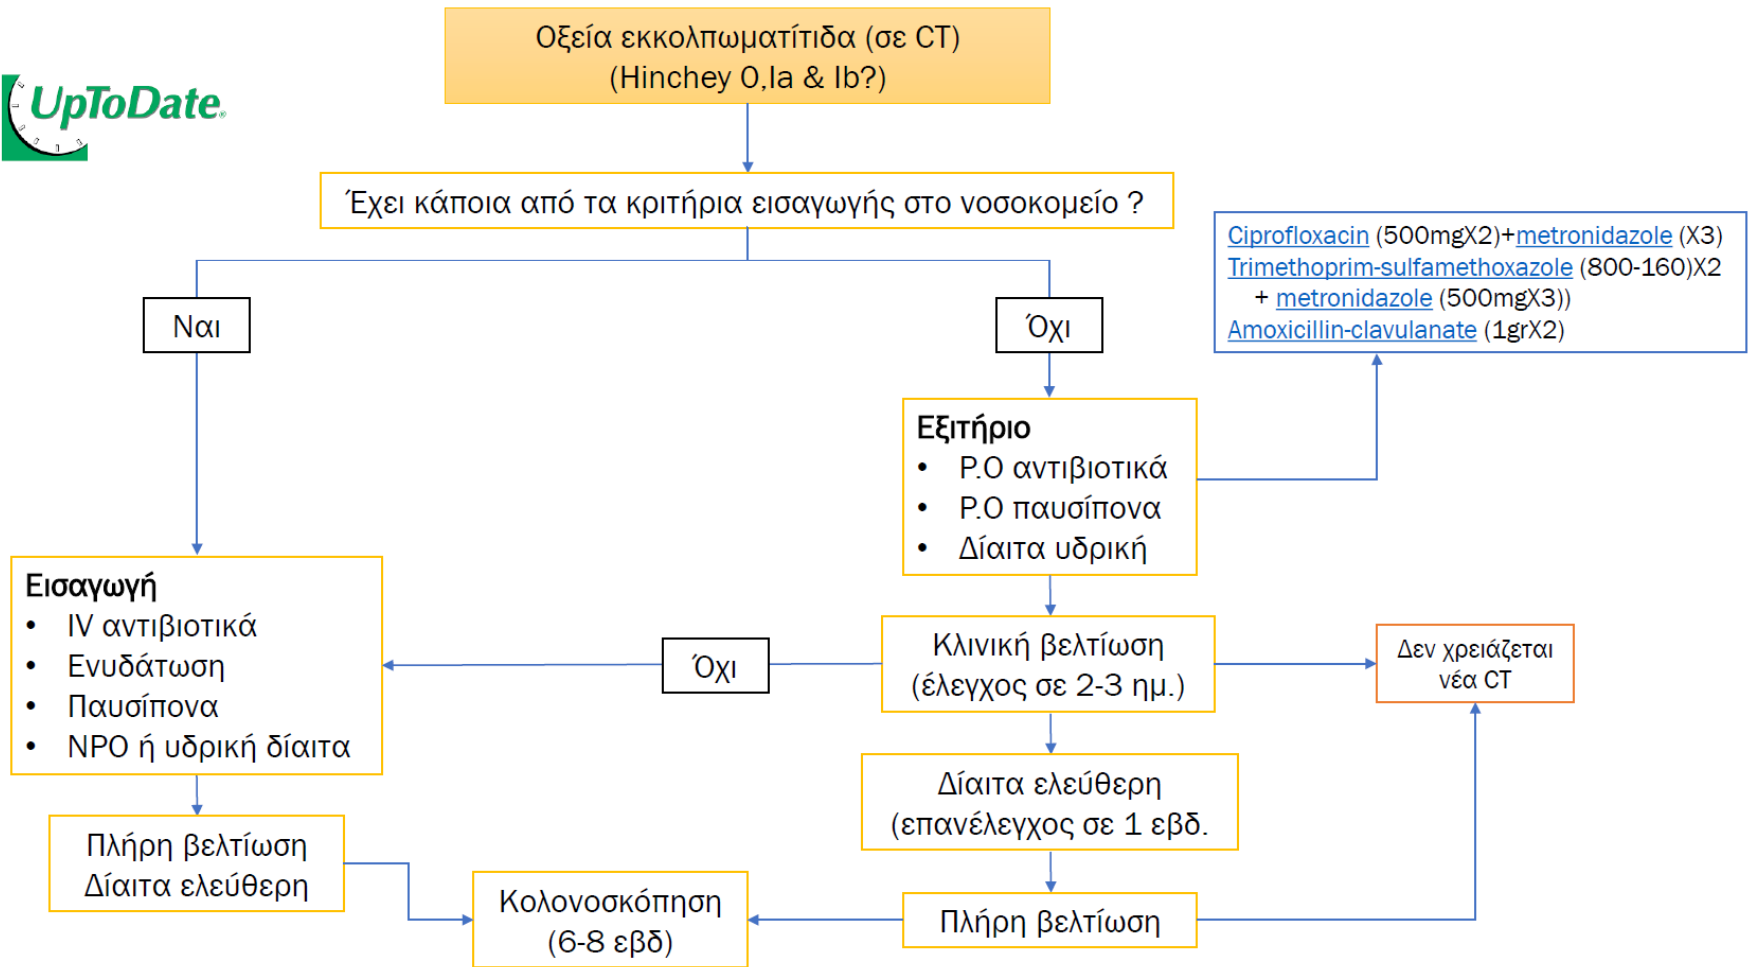 Οξεία εκκολπωματίτιδα (σε CT)
(Hinchey 0,Ia & Ib?)
UpToDate®
Έχει κάποια από τα κριτήρια εισαγωγής στο νοσοκομείο ?
Ciprofloxacin (500mgX2)+metronidazole (X3)
Trimethoprim-sulfamethoxazole (800-160)X2
+ metronidazole (500mgX3))
Amoxicillin-clavulanate (1grX2)
Ναι
Όχι
Εξιτήριο
• P.O αντιβιοτικά
• P.O παυσίπονα
• Δίαιτα υδρική
Εισαγωγή
• IV αντιβιοτικά
• Ενυδάτωση
• Παυσίπονα
• NPO ή υδρική δίαιτα
Όχι
Κλινική βελτίωση
(έλεγχος σε 2-3 ημ.)
Δεν χρειάζεται
νέα CT
Δίαιτα ελεύθερη
(επανέλεγχος σε 1 εβδ.
Πλήρη βελτίωση
Δίαιτα ελεύθερη
Κολονοσκόπηση
(6-8 εβδ)
Πλήρη βελτίωση